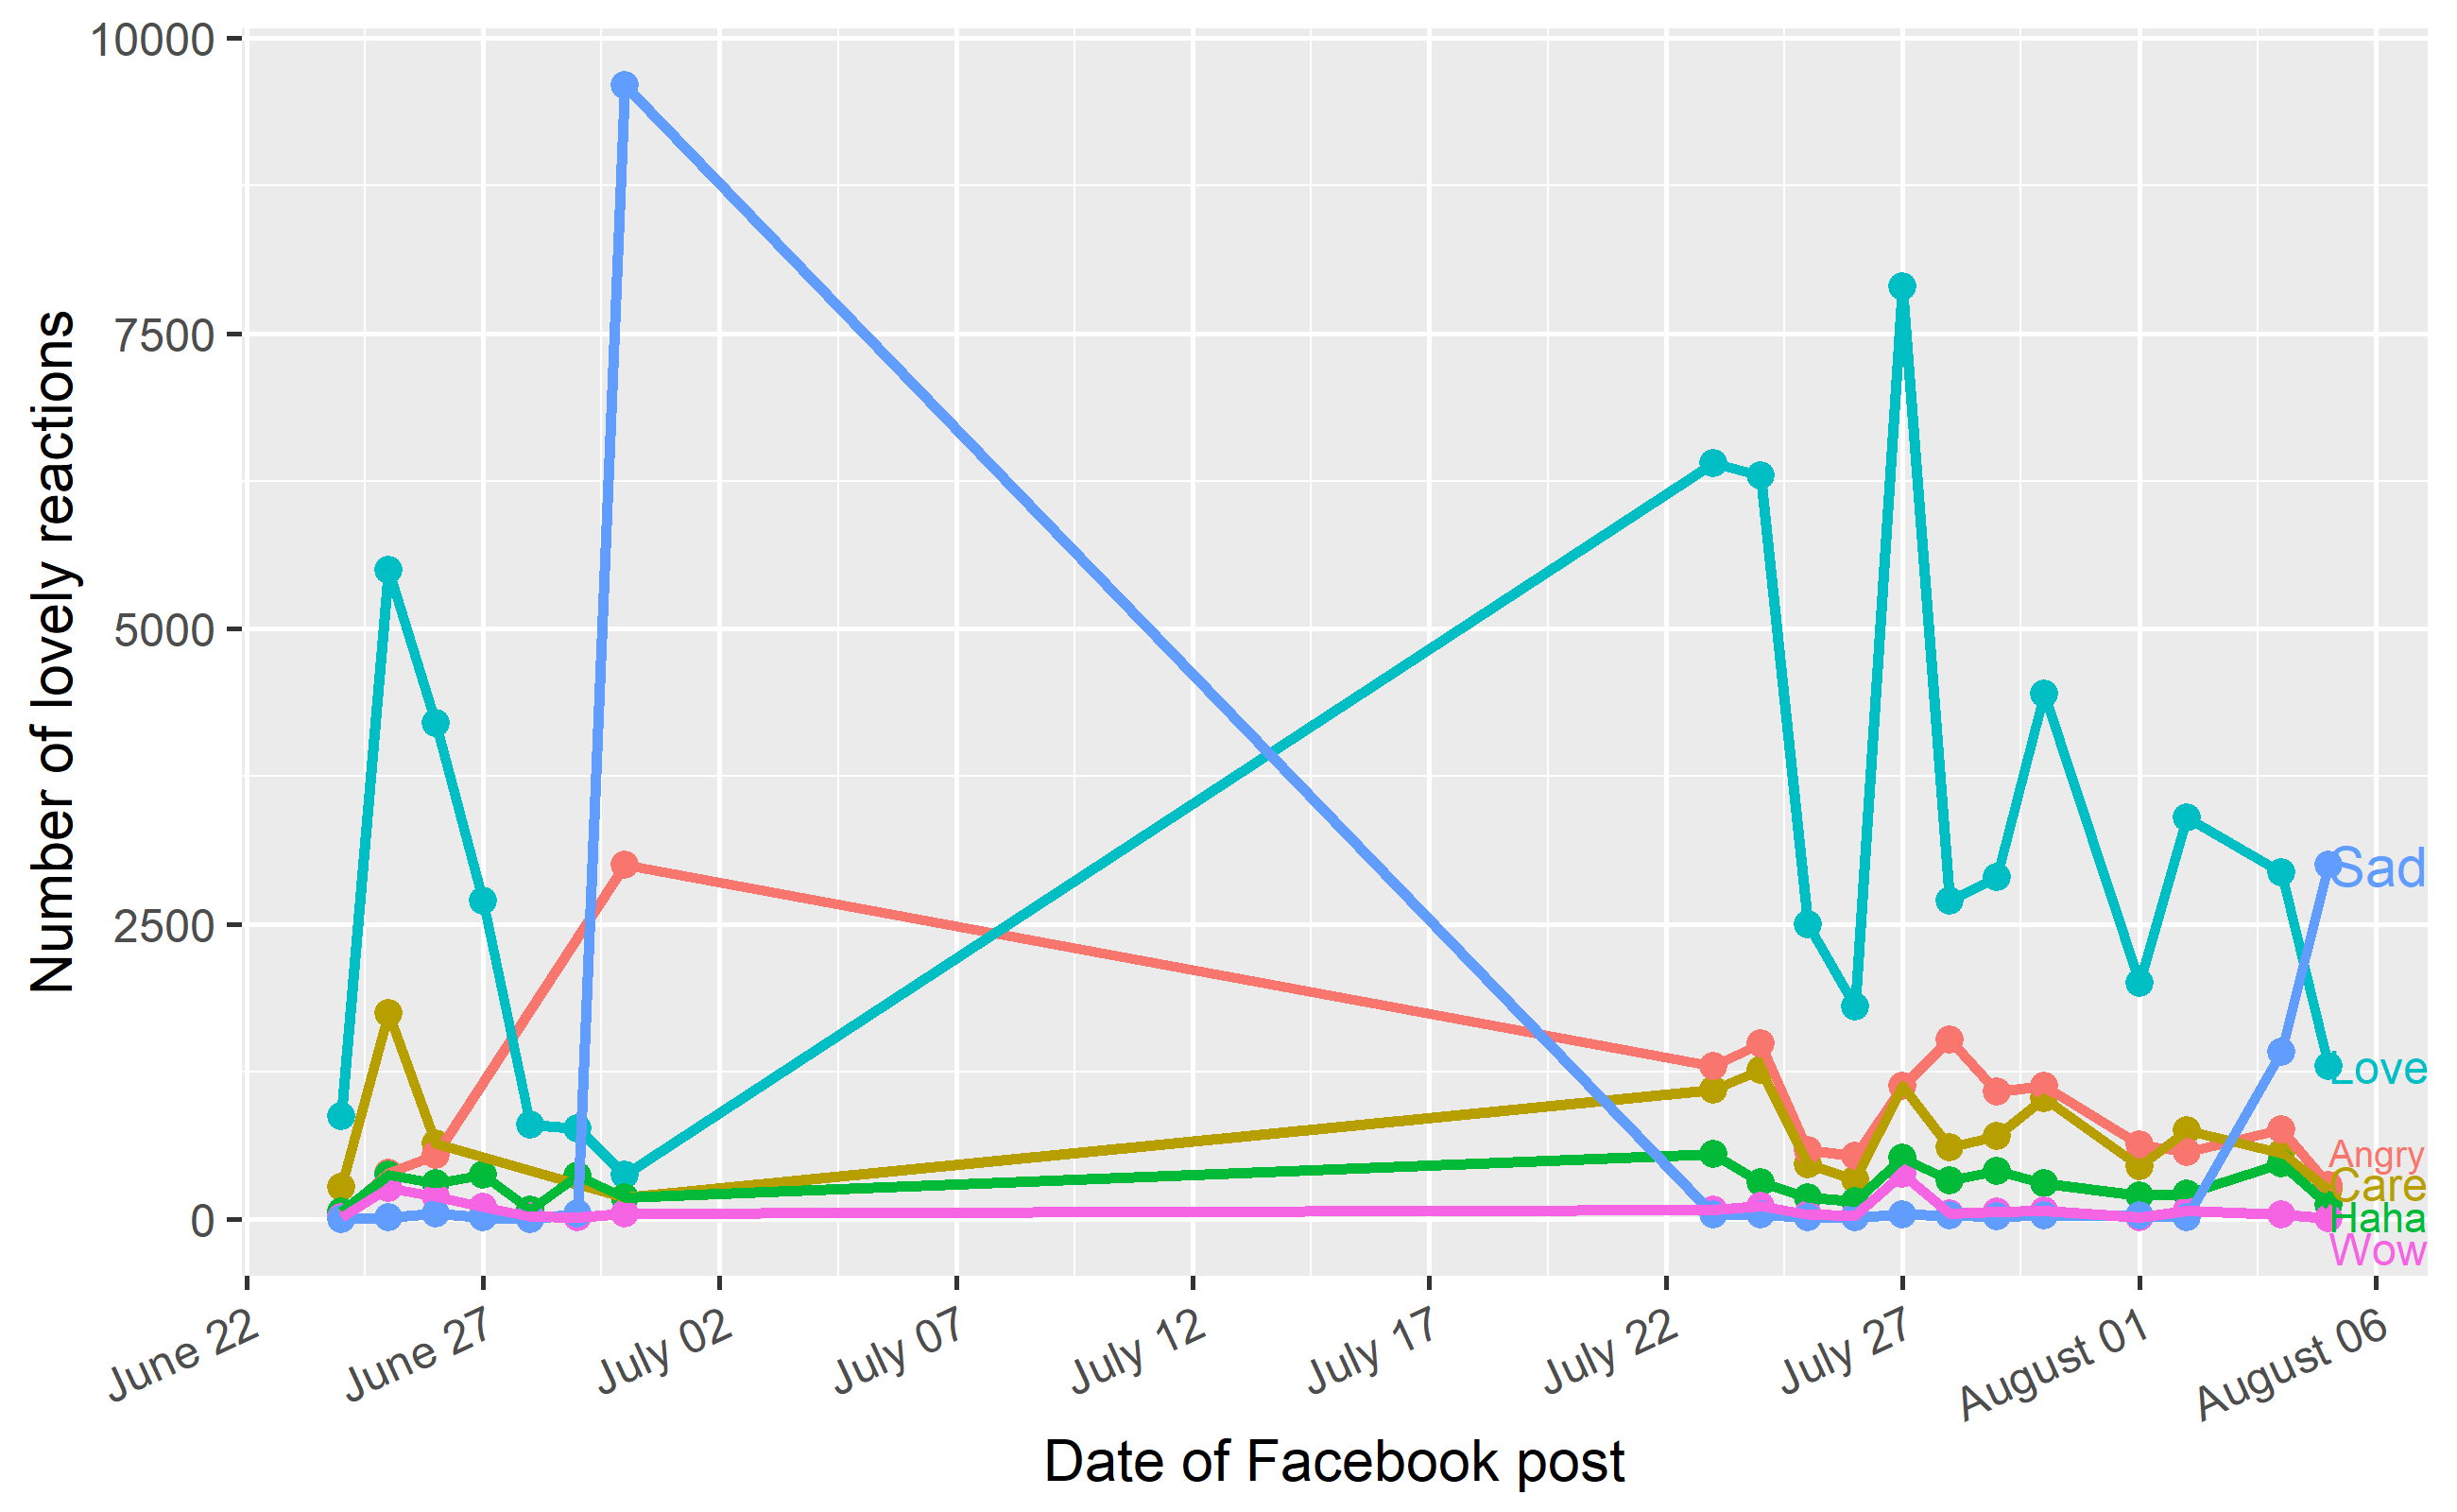 10000
7500
5000
2500
0
Number of lovely reactions
Sad
Love
Angry
Care
Haha
Wow
June 22
June 27
July 02
July 07
July 12
July 17
July 22
July 27
August 01
August 06
Date of Facebook post